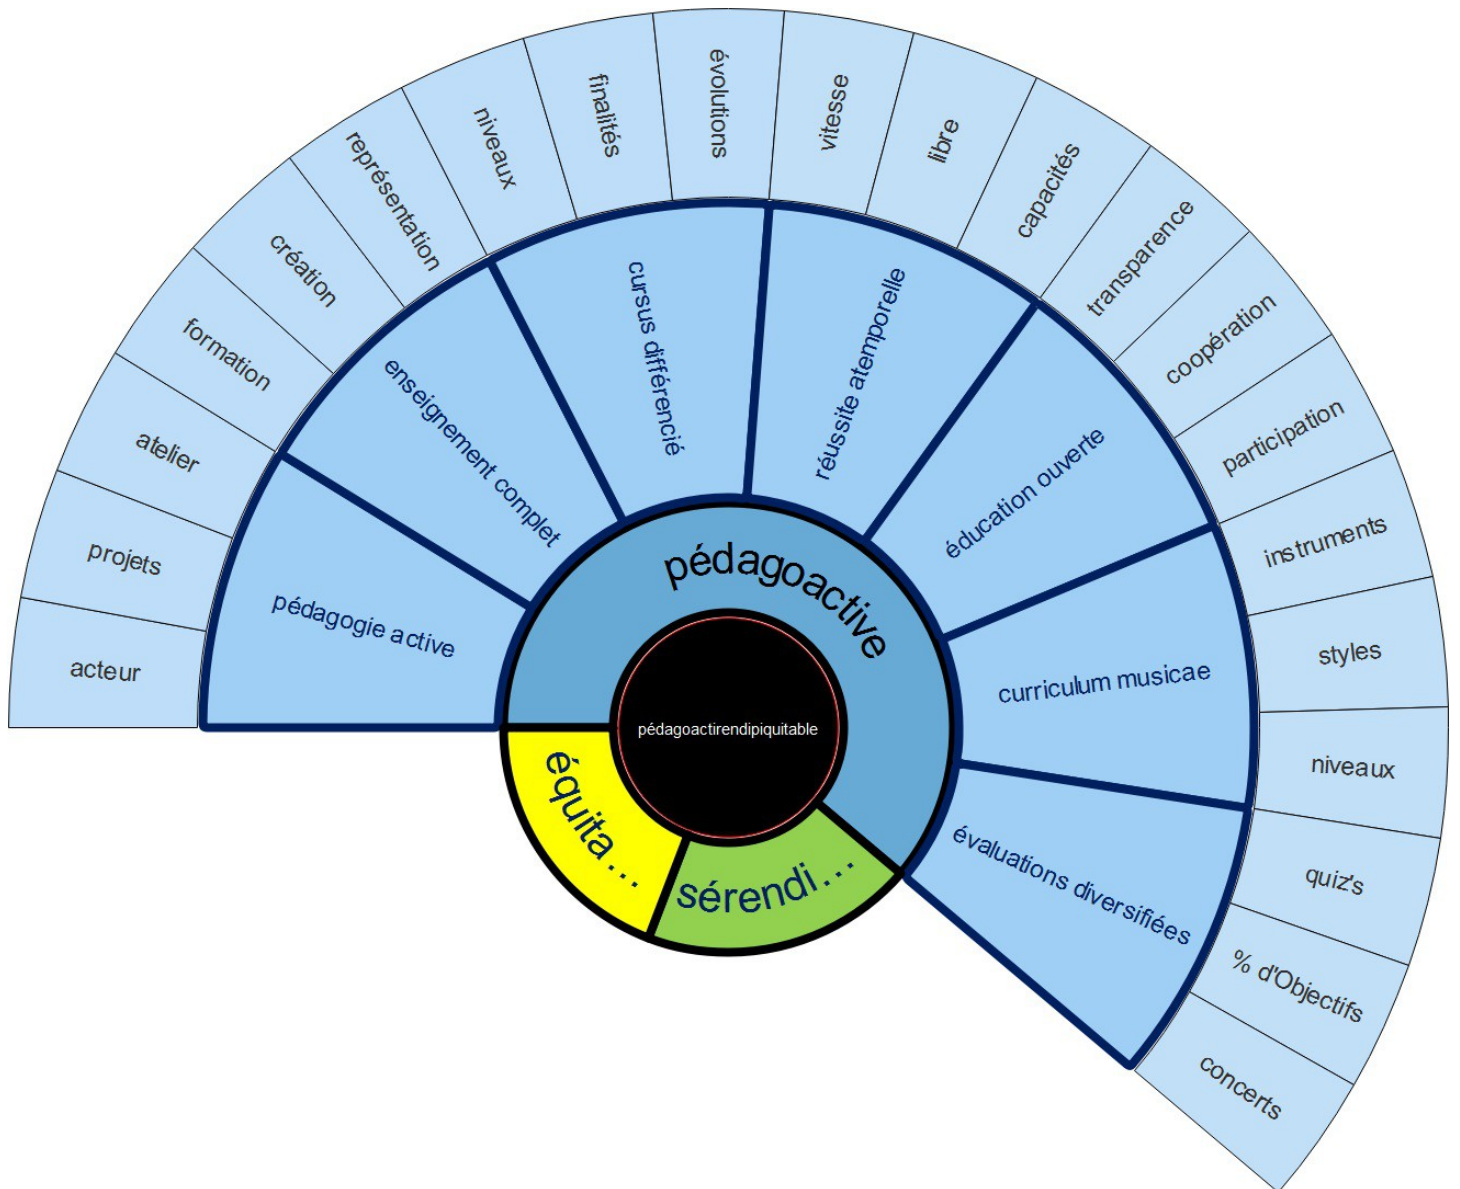 acteur
projets
atelier
formation
création
représentation
niveaux
finalités
évolutions
vitesse
libre
capacités
transparence
coopération
participation
instruments
styles
niveaux
quiz's
% d'Objectifs
concerts
pédagogie active
enseignement complet
cursus différencié
réussite atemporelle
éducation ouverte
curriculum musicae
évaluations diversifiées
pédagoactive
sérendi...
équita...
pédagoactirendipiquitable